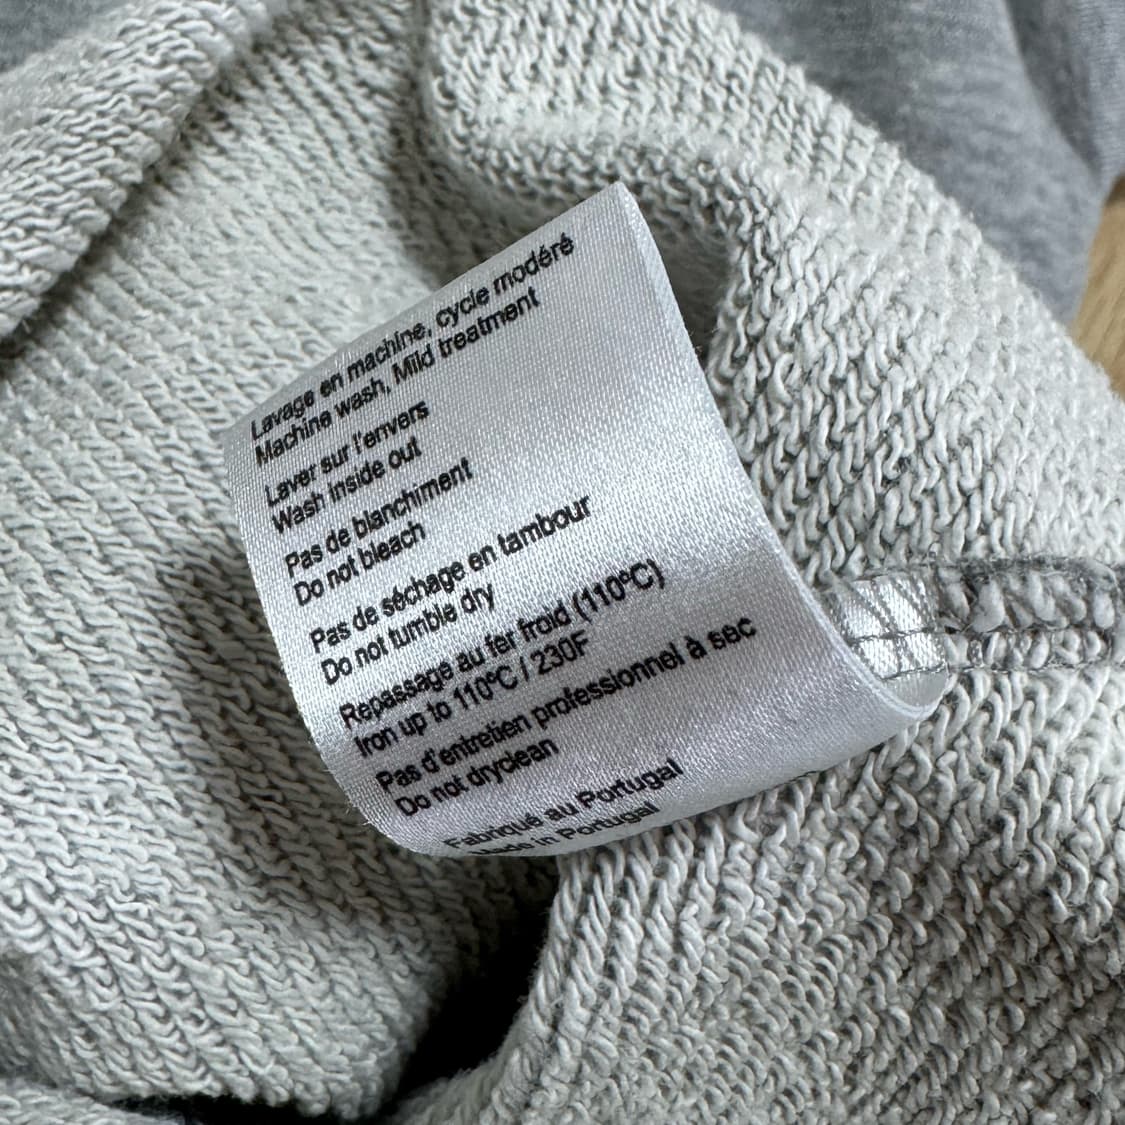 Lavage en machine, cycle modéré
Machine wash, Mild treatment
Laver sur l'envers
Wash inside out
Pas de blanchiment
Do not bleach
Pas de séchage en tambour
Do not tumble dry
Repassage au fer froid (110ºC)
Iron up to 110ºC / 230F
Pas d'entretien professionnel à sec
Do not dryclean
Fabriqué au Portugal
Made in Portugal